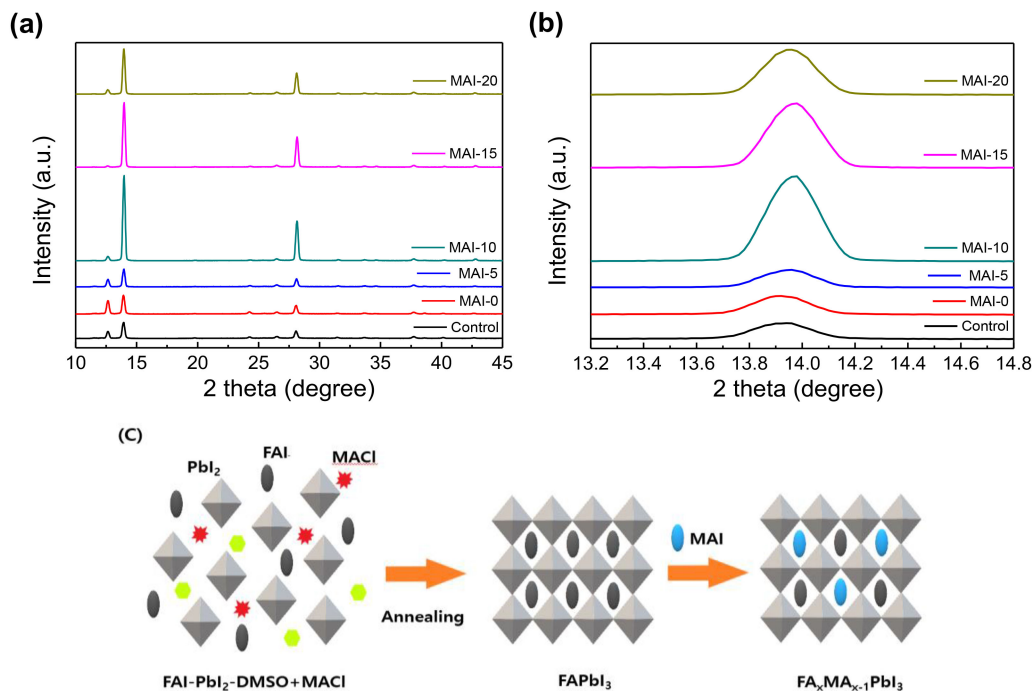 (a)
Intensity (a.u.)
MAI-20
MAI-15
MAI-10
MAI-5
MAI-0
Control
10 15 20 25 30 35 40 45
2 theta (degree)
(b)
Intensity (a.u.)
MAI-20
MAI-15
MAI-10
MAI-5
MAI-0
Control
13.2 13.4 13.6 13.8 14.0 14.2 14.4 14.6 14.8
2 theta (degree)
(C)
PbI₂ FAI- MACl
MAI
Annealing
FAI-PbI₂-DMSO+MACl FAPbI₃ FAₓMAₓ₋₁PbI₃